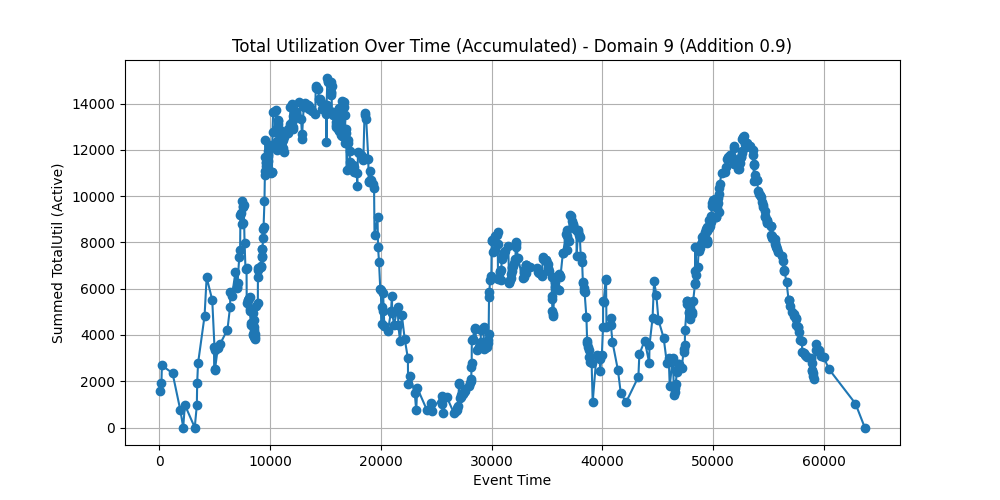 Total Utilization Over Time (Accumulated) - Domain 9 (Addition 0.9)
Summed TotalUtil (Active)
14000
12000
10000
8000
6000
4000
2000
0
0 10000 20000 30000 40000 50000 60000
Event Time